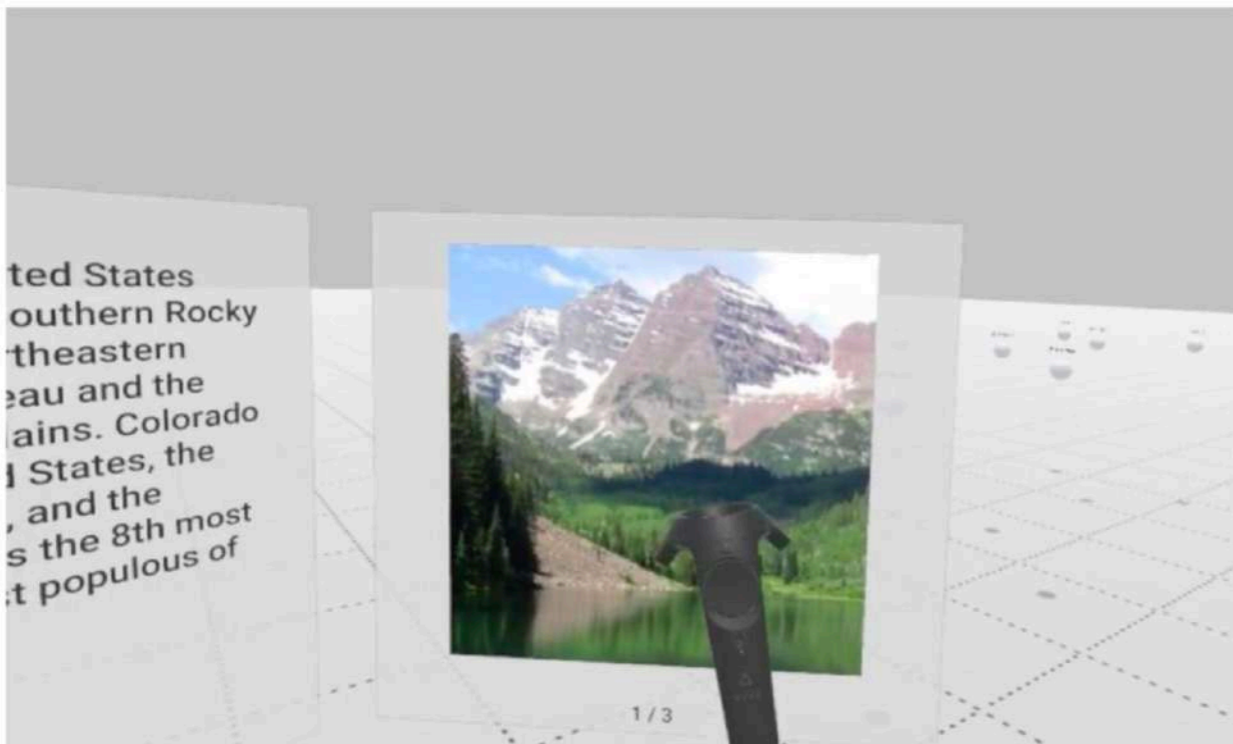 ted States
outhern Rocky
theastern
eau and the
ains. Colorado
d States, the
, and the
s the 8th most
t populous of
1 / 3